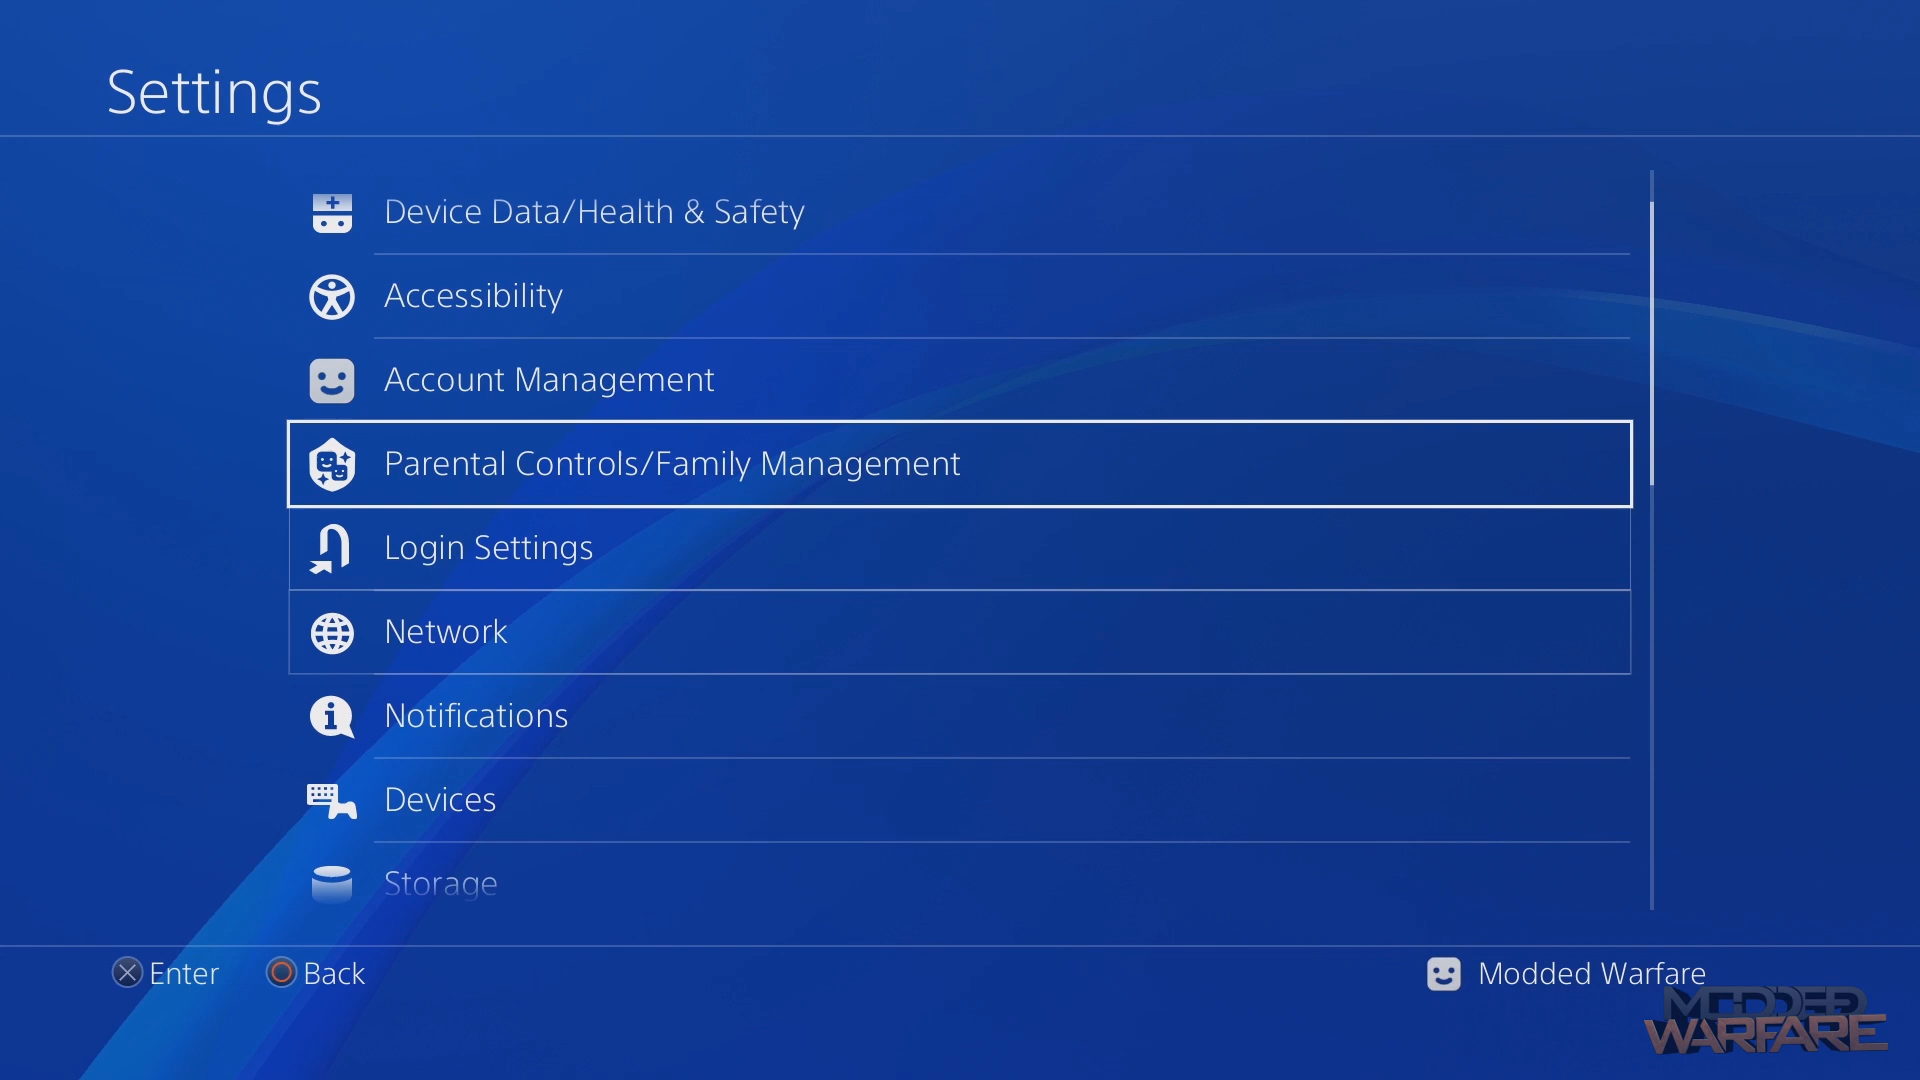 Settings
Device Data/Health & Safety
Accessibility
Account Management
Parental Controls/Family Management
Login Settings
Network
Notifications
Devices
Storage
Enter
Back
Modded Warfare
MODDED
WARFARE